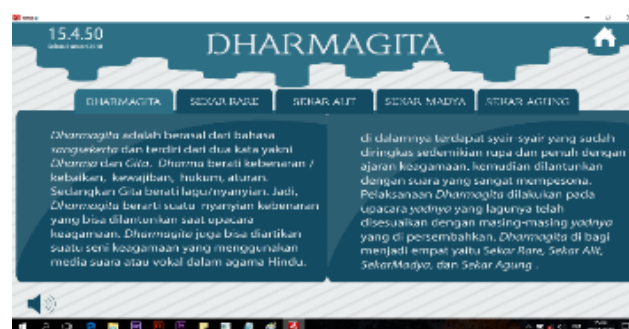 15.4.50
DHARMAGITA
DHARMAGITA
SEKAR RARE
SEKAR ALIT
SEKAR MADYA
SEKAR AGUNG
Dharmagita adalah berasal dari bahasa
sangsekerta dan terdiri dari dua kata yakni
Dharma dan Gita. Dharma berati kebenaran /
kebaikan, kewajiban, hukum, aturan.
Sedangkan Gita berati lagu/nyanyian. Jadi,
Dharmagita berarti suatu nyanyian kebenaran
yang bisa dilantunkan saat upacara
keagamaan. Dharmagita juga bisa diartikan
suatu seni keagamaan yang menggunakan
media suara atau vokal dalam agama Hindu.
di dalamnya terdapat syair-syair yang sudah
diringkas sedemikian rupa dan penuh dengan
ajaran keagamaan, kemudian dilantunkan
dengan suara yang sangat mempesona.
Pelaksanaan Dharmagita dilakukan pada
upacara yadnya yang lagunya telah
disesuaikan dengan masing-masing yadnya
yang di persembahkan. Dharmagita di bagi
menjadi empat yaitu Sekar Rare, Sekar Alit,
SekarMadya, dan Sekar Agung .